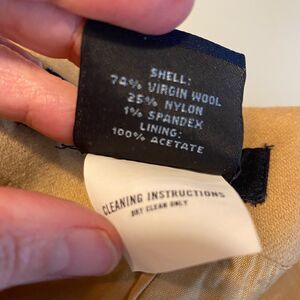 SHELL:
74% VIRGIN WOOL
25% NYLON
1% SPANDEX
LINING:
100% ACETATE
CLEANING INSTRUCTIONS
DRY CLEAN ONLY